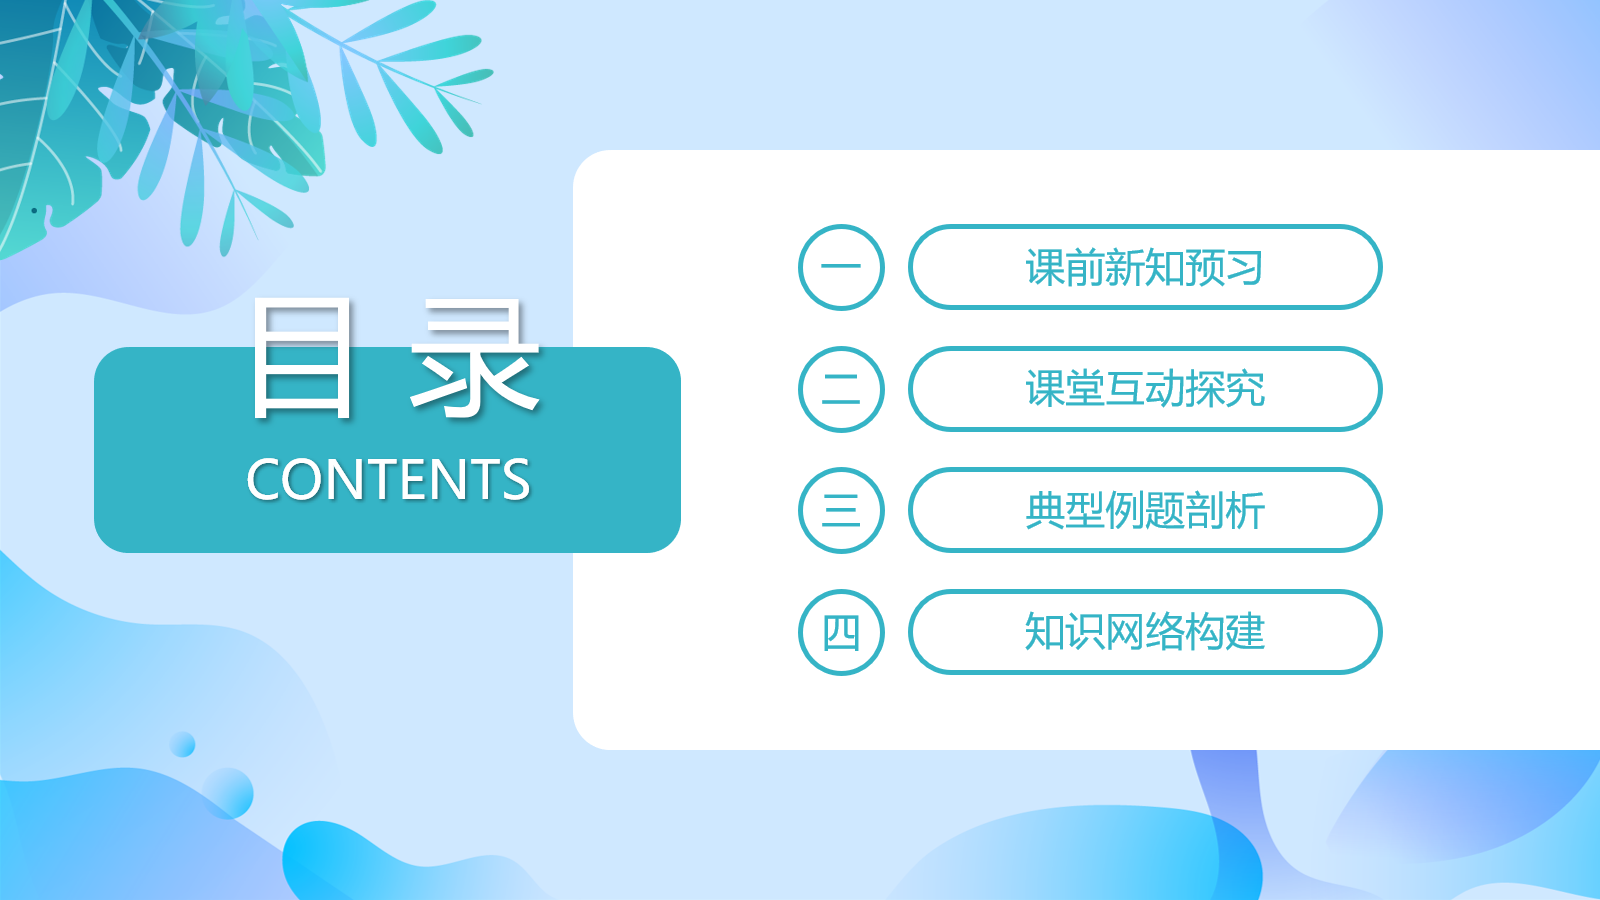 目录
CONTENTS
一 课前新知预习
二 课堂互动探究
三 典型例题剖析
四 知识网络构建